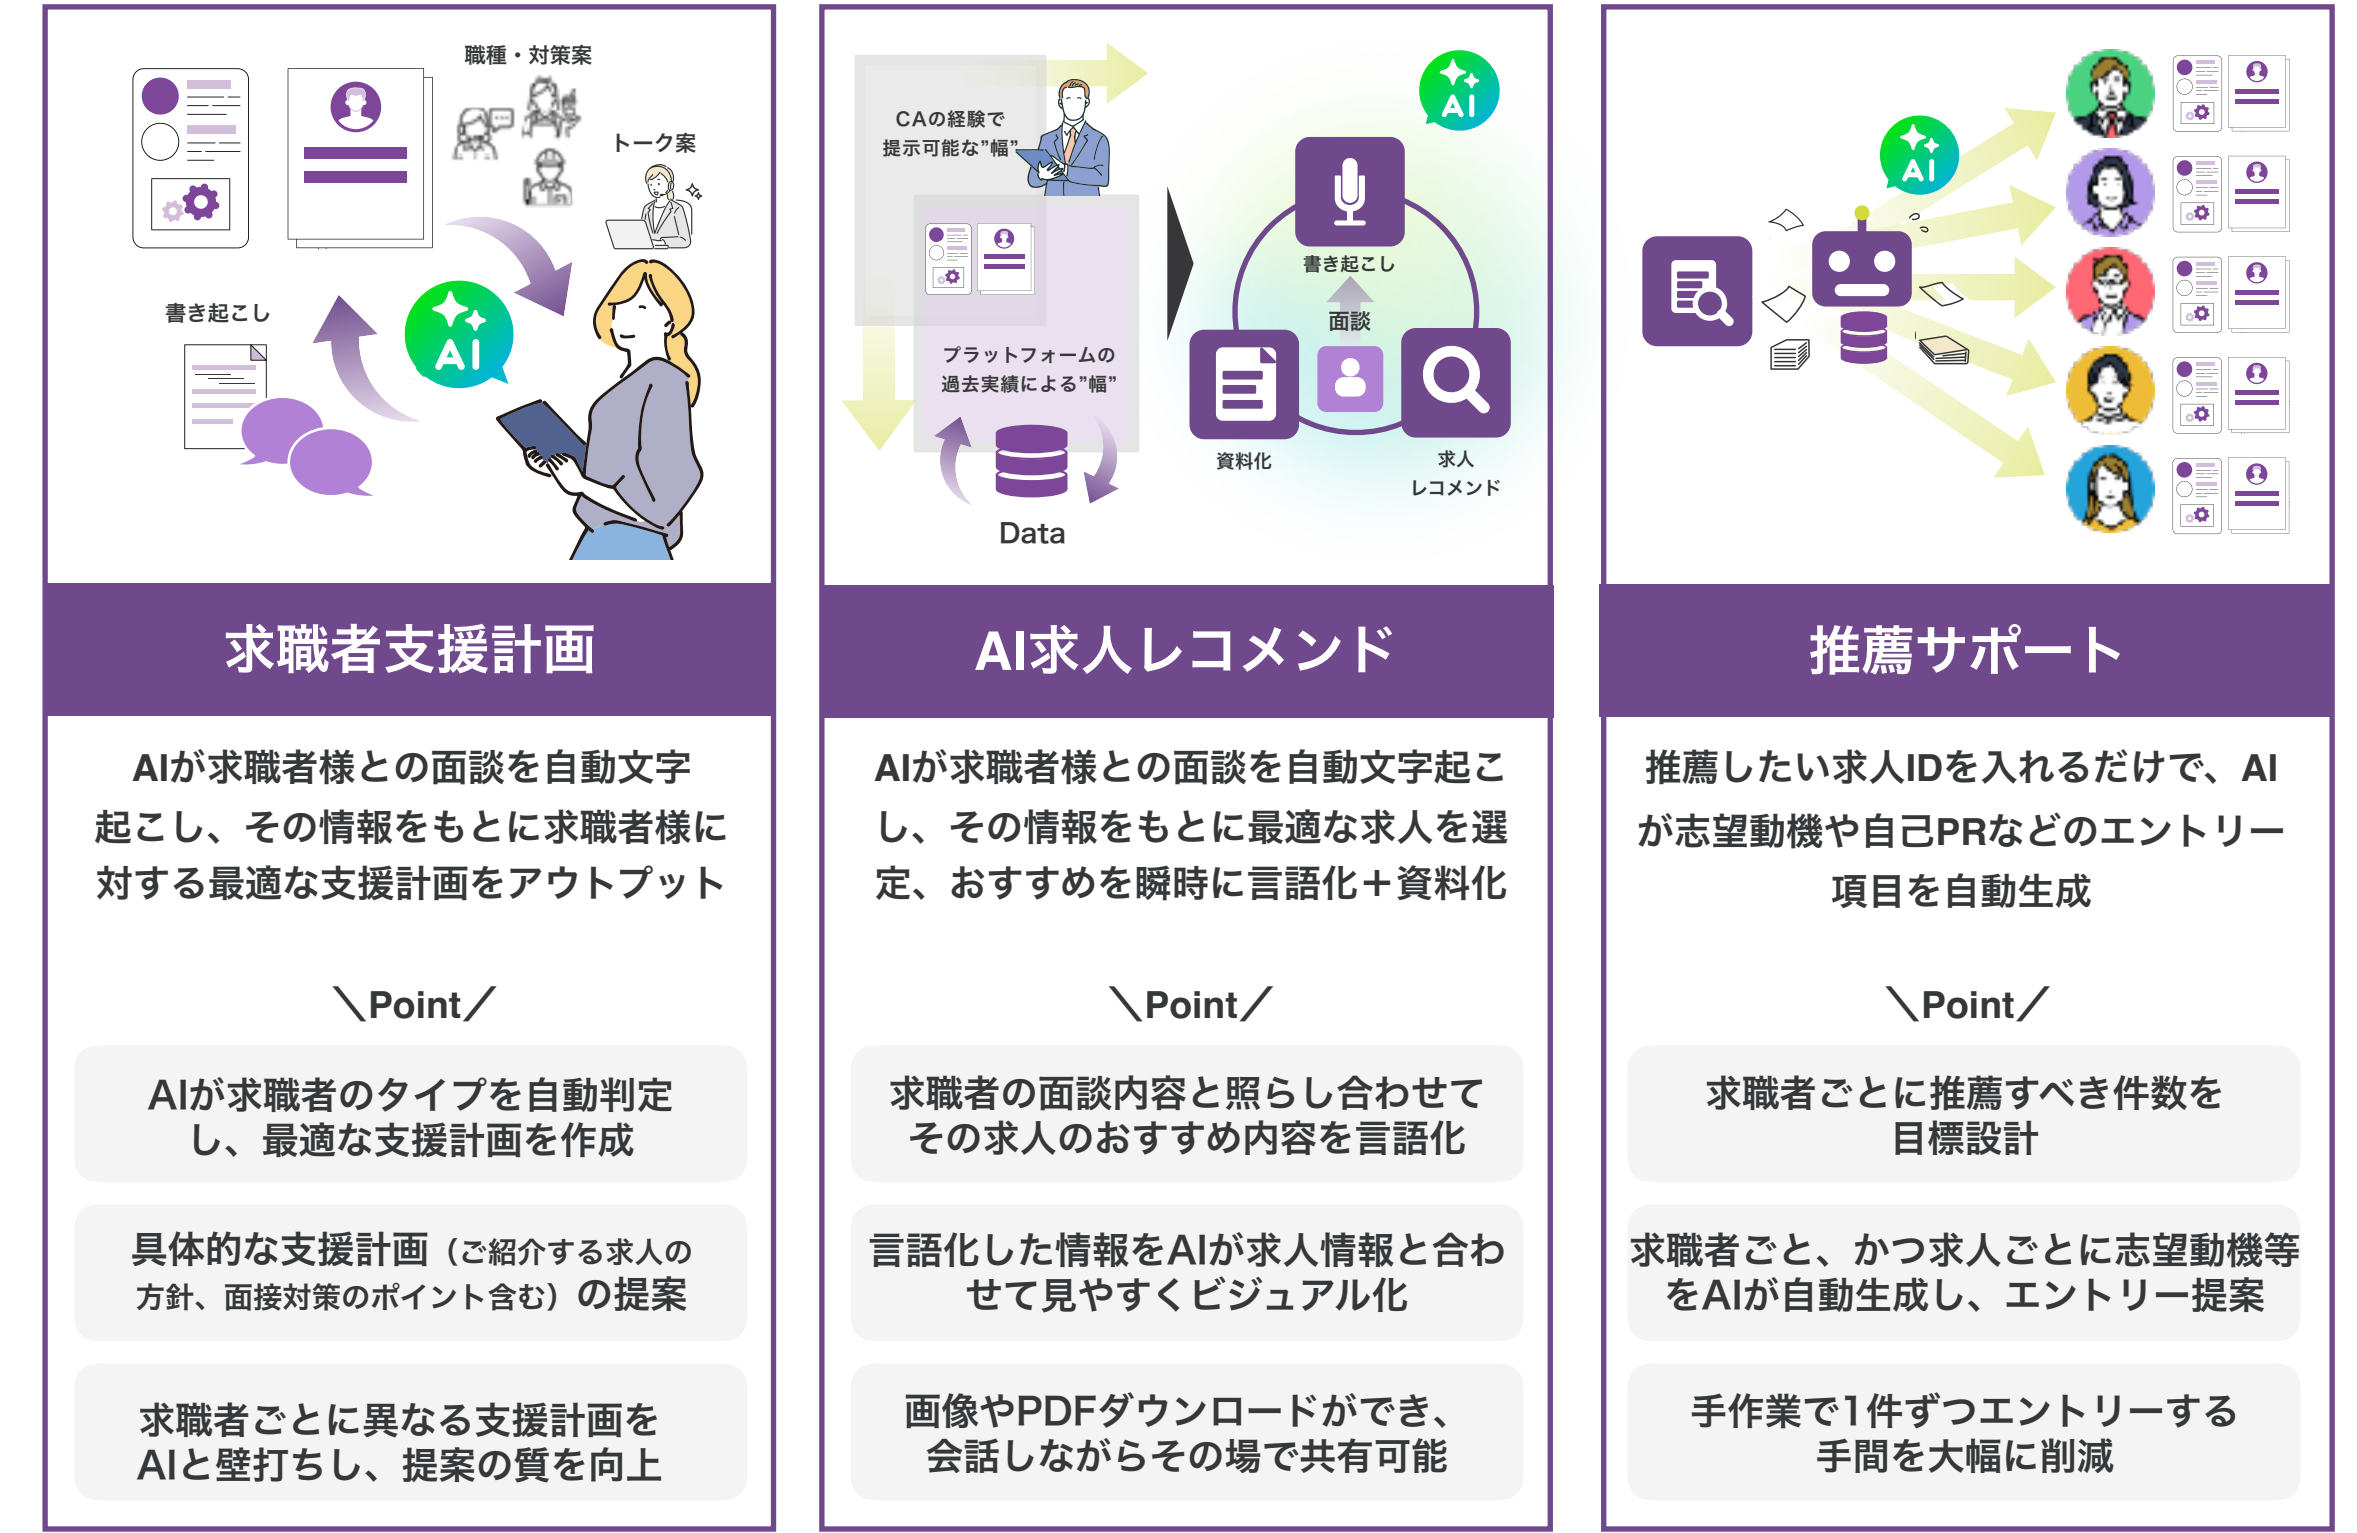 職種・対策案
トーク案
書き起こし
AI
求職者支援計画
AIが求職者様との面談を自動文字
起こし、その情報をもとに求職者様に
対する最適な支援計画をアウトプット
＼Point／
AIが求職者のタイプを自動判定
し、最適な支援計画を作成
具体的な支援計画（ご紹介する求人の
方針、面接対策のポイント含む）の提案
求職者ごとに異なる支援計画を
AIと壁打ちし、提案の質を向上
CAの経験で
提示可能な”幅”
プラットフォームの
過去実績による”幅”
Data
AI
書き起こし
面談
資料化
求人
レコメンド
AI求人レコメンド
AIが求職者様との面談を自動文字起こ
し、その情報をもとに最適な求人を選
定、おすすめを瞬時に言語化＋資料化
＼Point／
求職者の面談内容と照らし合わせて
その求人のおすすめ内容を言語化
言語化した情報をAIが求人情報と合わ
せて見やすくビジュアル化
画像やPDFダウンロードができ、
会話しながらその場で共有可能
AI
推薦サポート
推薦したい求人IDを入れるだけで、AI
が志望動機や自己PRなどのエントリー
項目を自動生成
＼Point／
求職者ごとに推薦すべき件数を
目標設計
求職者ごと、かつ求人ごとに志望動機等
をAIが自動生成し、エントリー提案
手作業で1件ずつエントリーする
手間を大幅に削減